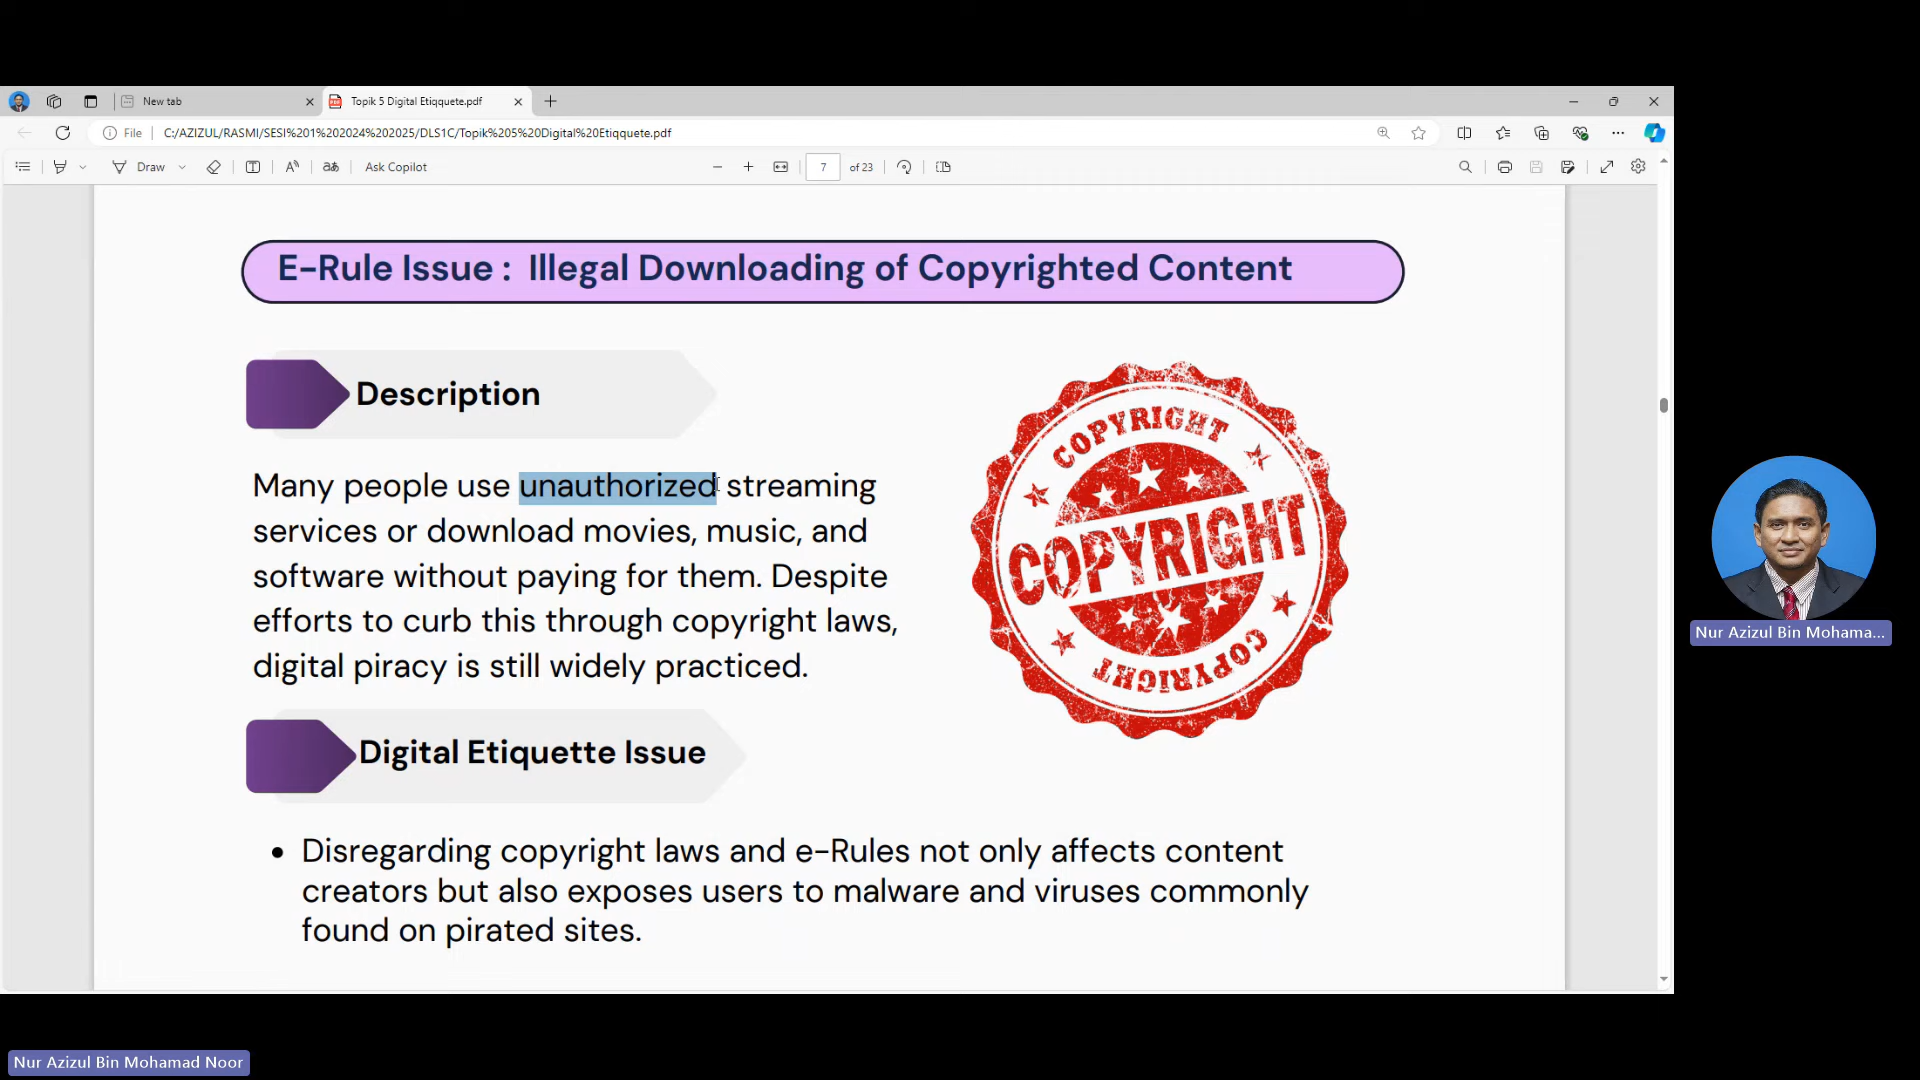 New tab
Topik 5 Digital Etiqquete.pdf
File
C:/AZIZUL/RASMI/SESI%201%202024%202025/DLS1C/Topik%205%20Digital%20Etiqquete.pdf
Draw
Ask Copilot
7
of 23
E-Rule Issue : Illegal Downloading of Copyrighted Content
Description
Many people use unauthorized streaming
services or download movies, music, and
software without paying for them. Despite
efforts to curb this through copyright laws,
digital piracy is still widely practiced.
COPYRIGHT
COPYRIGHT
COPYRIGHT
Digital Etiquette Issue
• Disregarding copyright laws and e-Rules not only affects content
creators but also exposes users to malware and viruses commonly
found on pirated sites.
Nur Azizul Bin Mohama...
Nur Azizul Bin Mohamad Noor